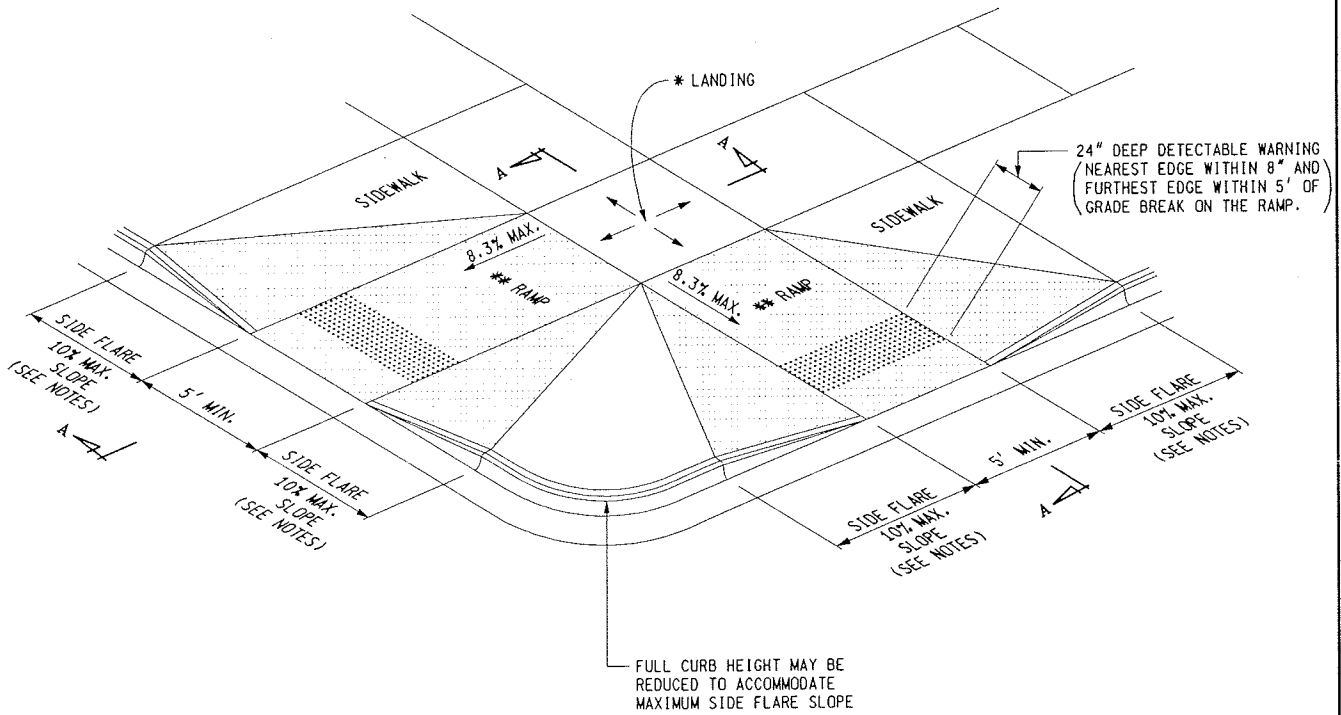 * LANDING
A
A
24" DEEP DETECTABLE WARNING
(NEAREST EDGE WITHIN 8" AND
FURTHEST EDGE WITHIN 5' OF
GRADE BREAK ON THE RAMP.)
SIDEWALK
SIDEWALK
8.3% MAX.
** RAMP
8.3% MAX.
** RAMP
SIDE FLARE
10% MAX.
SLOPE
(SEE NOTES)
5' MIN.
A
SIDE FLARE
10% MAX.
SLOPE
(SEE NOTES)
SIDE FLARE
10% MAX.
SLOPE
(SEE NOTES)
5' MIN.
A
SIDE FLARE
10% MAX.
SLOPE
(SEE NOTES)
FULL CURB HEIGHT MAY BE
REDUCED TO ACCOMMODATE
MAXIMUM SIDE FLARE SLOPE